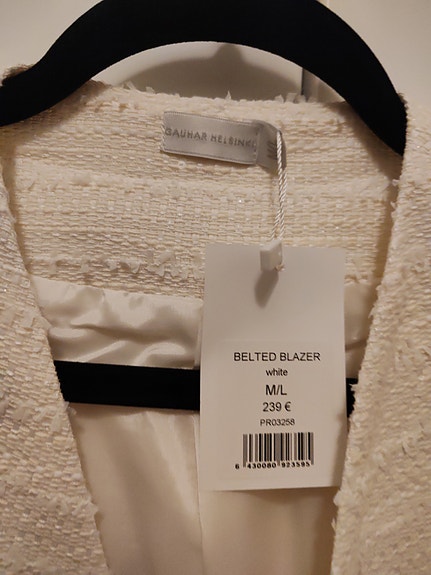 GAUHAR HELSINKI
BELTED BLAZER
white
M/L
239 €
PR03258
6 430080 923595